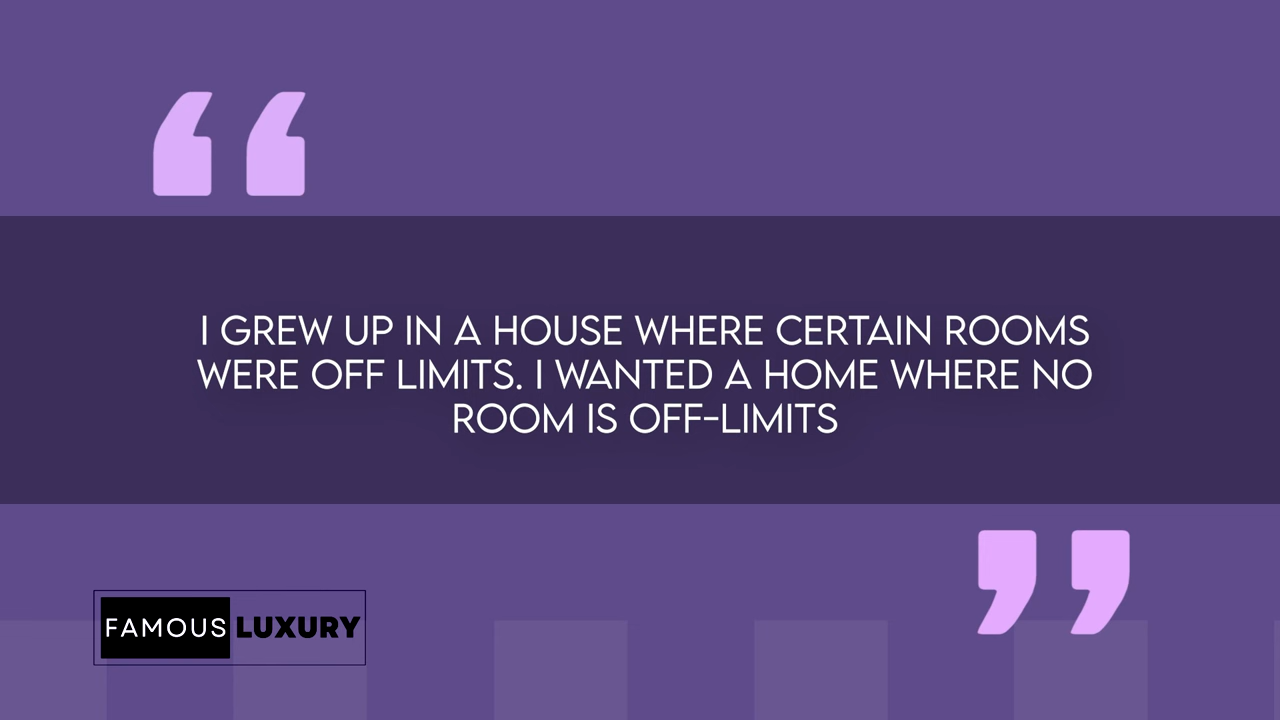 I GREW UP IN A HOUSE WHERE CERTAIN ROOMS
WERE OFF LIMITS. I WANTED A HOME WHERE NO
ROOM IS OFF-LIMITS
FAMOUS LUXURY